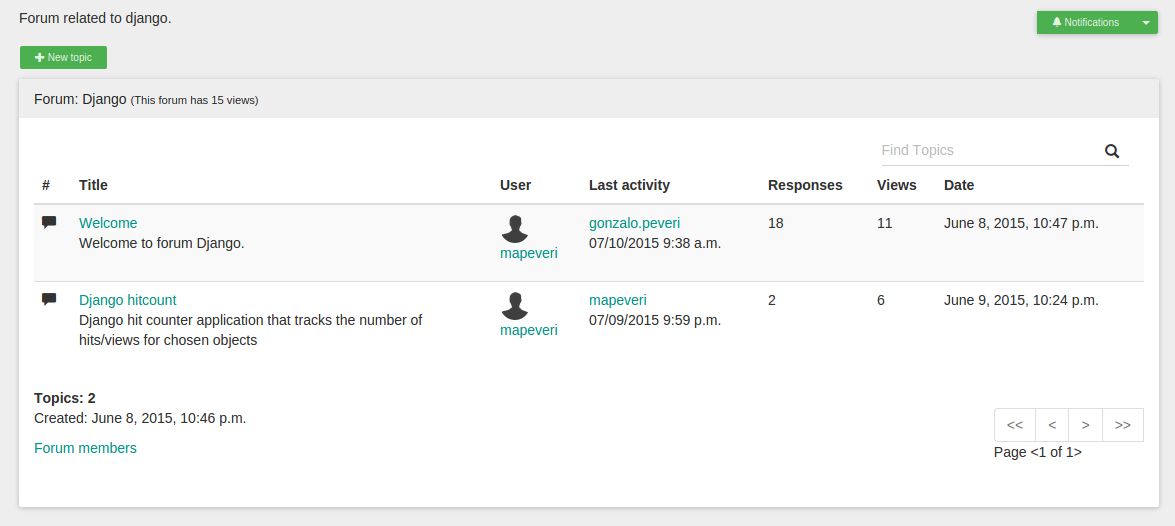 Forum related to django.
Notifications
New topic
Forum: Django (This forum has 15 views)
Find Topics
# Title User Last activity Responses Views Date
Welcome gonzalo.peveri 18 11 June 8, 2015, 10:47 p.m.
Welcome to forum Django. 07/10/2015 9:38 a.m.
mapeveri
Django hitcount mapeveri 2 6 June 9, 2015, 10:24 p.m.
Django hit counter application that tracks the number of 07/09/2015 9:59 p.m.
mapeveri
hits/views for chosen objects
Topics: 2
Created: June 8, 2015, 10:46 p.m.
<< < > >>
Forum members
Page <1 of 1>